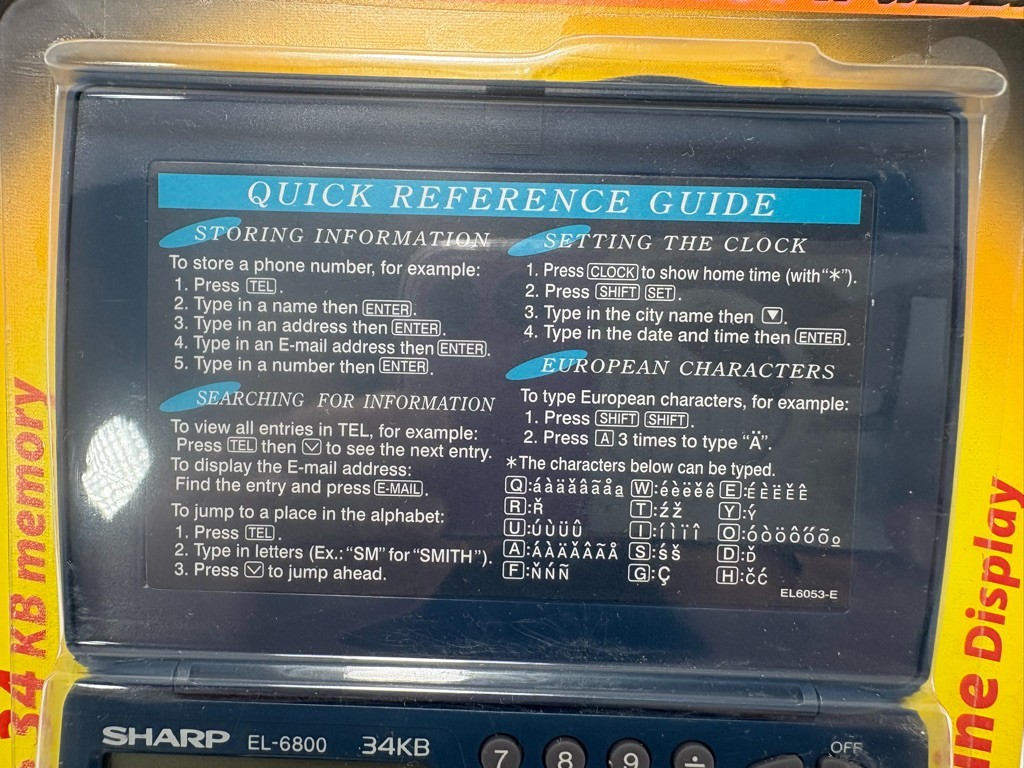 QUICK REFERENCE GUIDE
STORING INFORMATION
To store a phone number, for example:
1. Press TEL.
2. Type in a name then ENTER.
3. Type in an address then ENTER.
4. Type in an E-mail address then ENTER.
5. Type in a number then ENTER.
SEARCHING FOR INFORMATION
To view all entries in TEL, for example:
Press TEL then ∨ to see the next entry.
To display the E-mail address:
Find the entry and press E-MAIL.
To jump to a place in the alphabet:
1. Press TEL.
2. Type in letters (Ex.: "SM" for "SMITH").
3. Press ∨ to jump ahead.
SETTING THE CLOCK
1. Press CLOCK to show home time (with "*").
2. Press SHIFT SET.
3. Type in the city name then ▼.
4. Type in the date and time then ENTER.
EUROPEAN CHARACTERS
To type European characters, for example:
1. Press SHIFT SHIFT.
2. Press A 3 times to type "Ä".
*The characters below can be typed.
Q: W: E:
R: T: Y:
U: I: O:
A: S: D:
F: G:Ç H:
EL6053-E
34 KB memory
ine Display
SHARP EL-6800 34KB
7 8 9 ÷ OFF